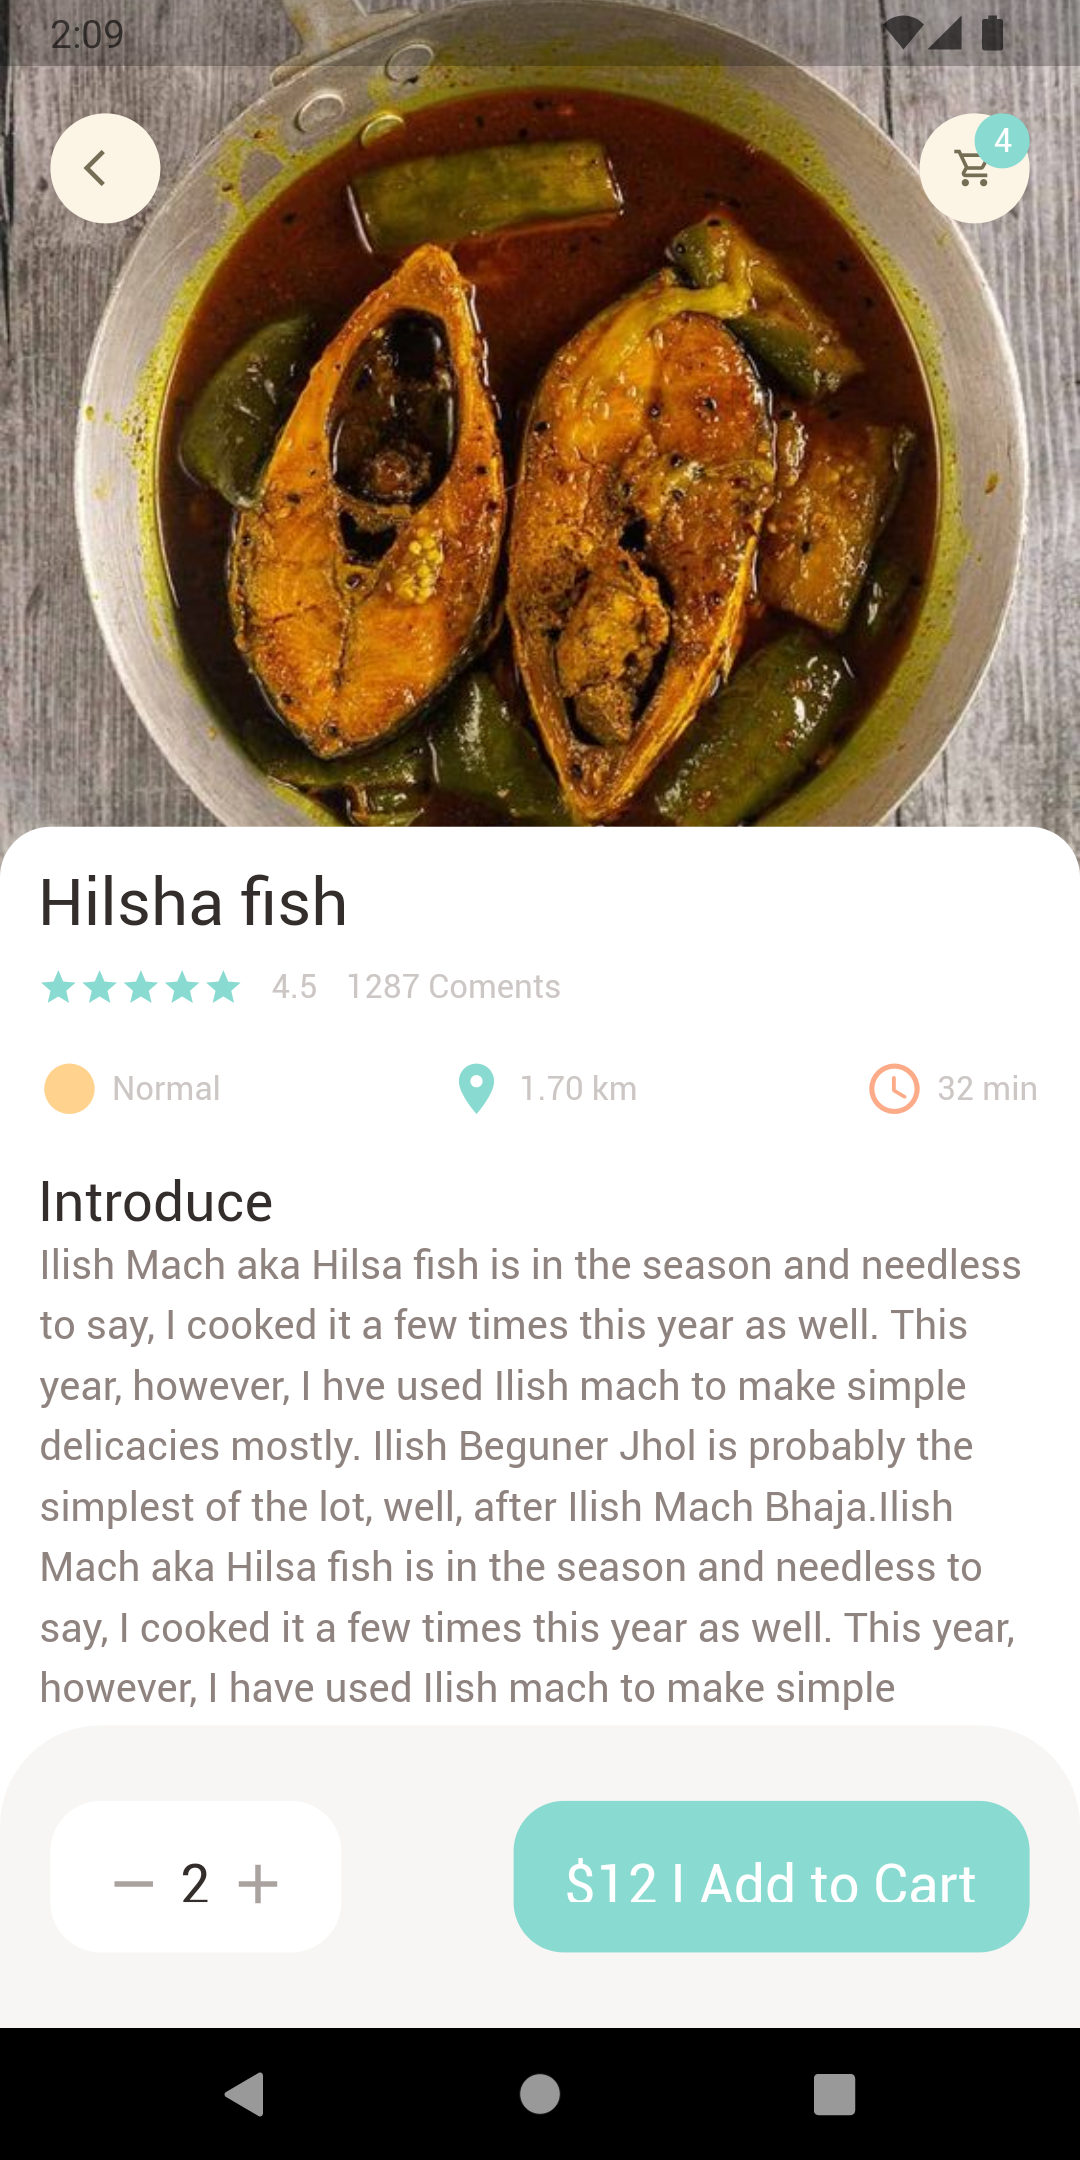 2:09
4
Hilsha fish
4.5 1287 Coments
Normal 1.70 km 32 min
Introduce
Ilish Mach aka Hilsa fish is in the season and needless
to say, I cooked it a few times this year as well. This
year, however, I hve used Ilish mach to make simple
delicacies mostly. Ilish Beguner Jhol is probably the
simplest of the lot, well, after Ilish Mach Bhaja.Ilish
Mach aka Hilsa fish is in the season and needless to
say, I cooked it a few times this year as well. This year,
however, I have used Ilish mach to make simple
2 $12 | Add to Cart